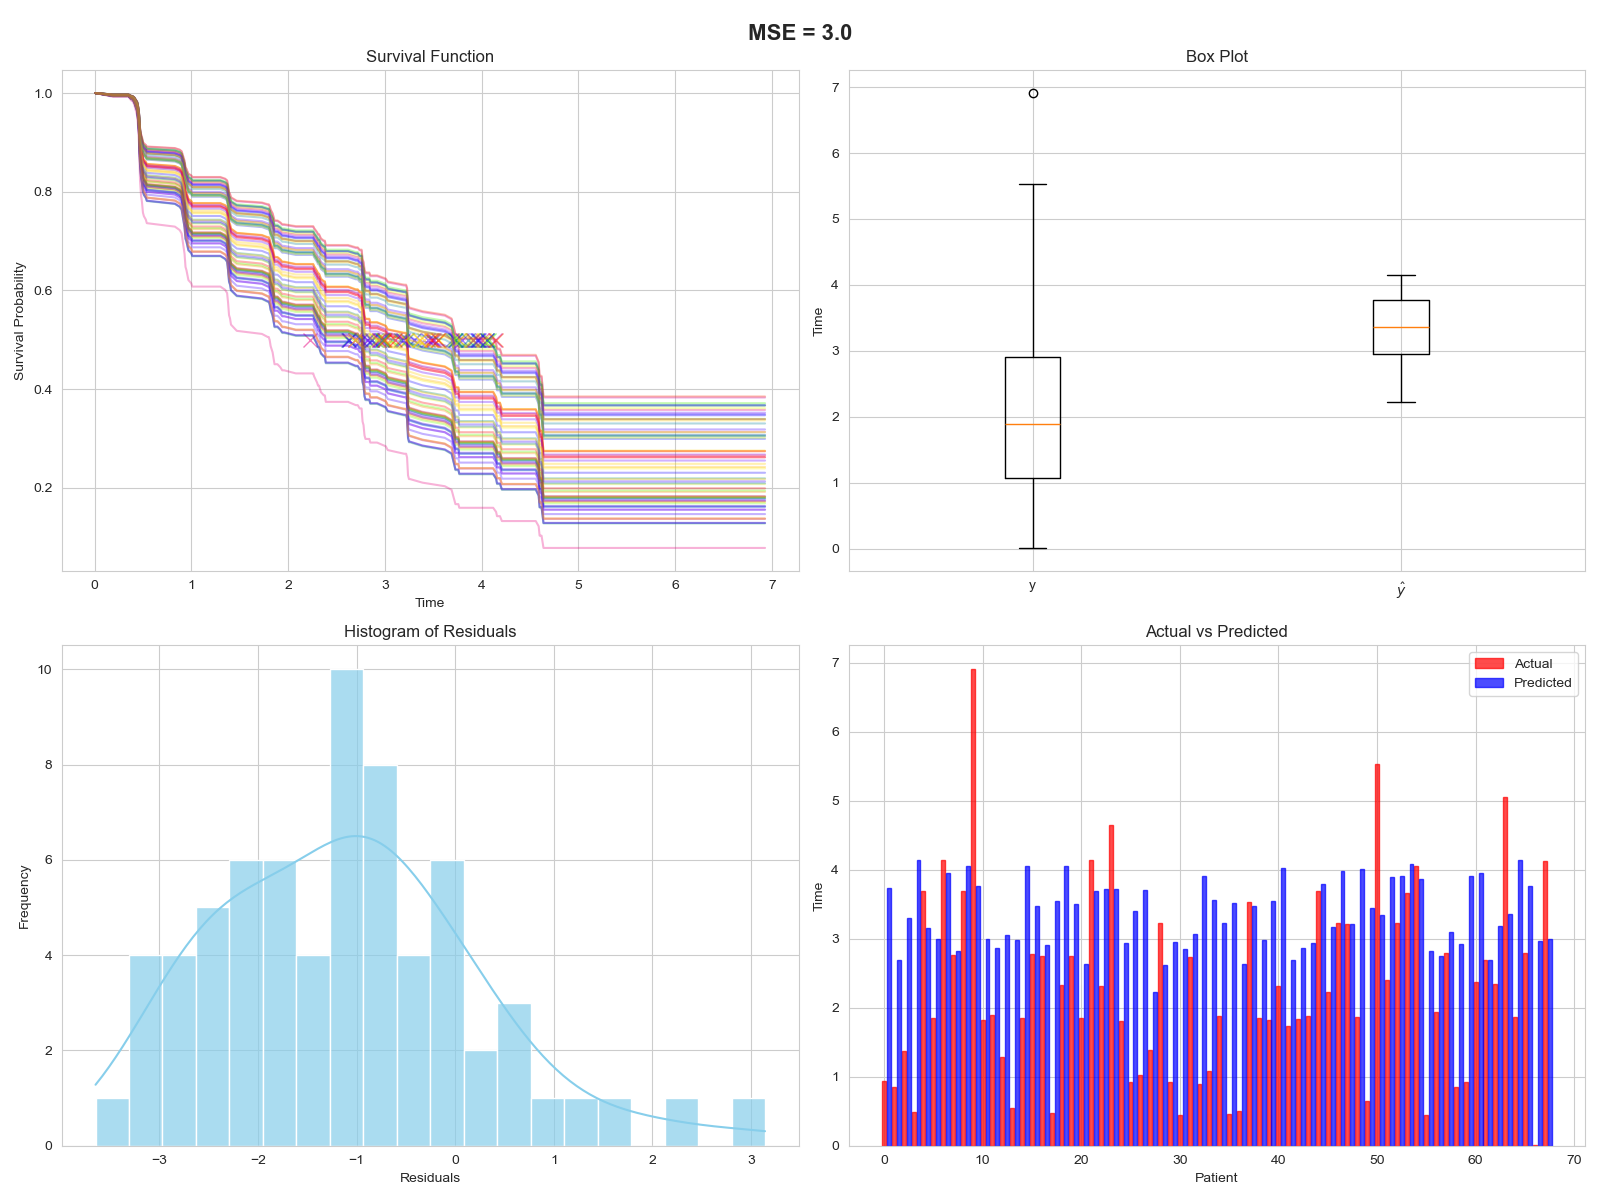 MSE = 3.0
Survival Function
Survival Probability
1.0
0.8
0.6
0.4
0.2
0 1 2 3 4 5 6 7
Time
Box Plot
Time
7
6
5
4
3
2
1
0
y ŷ
Histogram of Residuals
Frequency
10
8
6
4
2
0
−3 −2 −1 0 1 2 3
Residuals
Actual vs Predicted
Actual
Predicted
Time
7
6
5
4
3
2
1
0
0 10 20 30 40 50 60 70
Patient